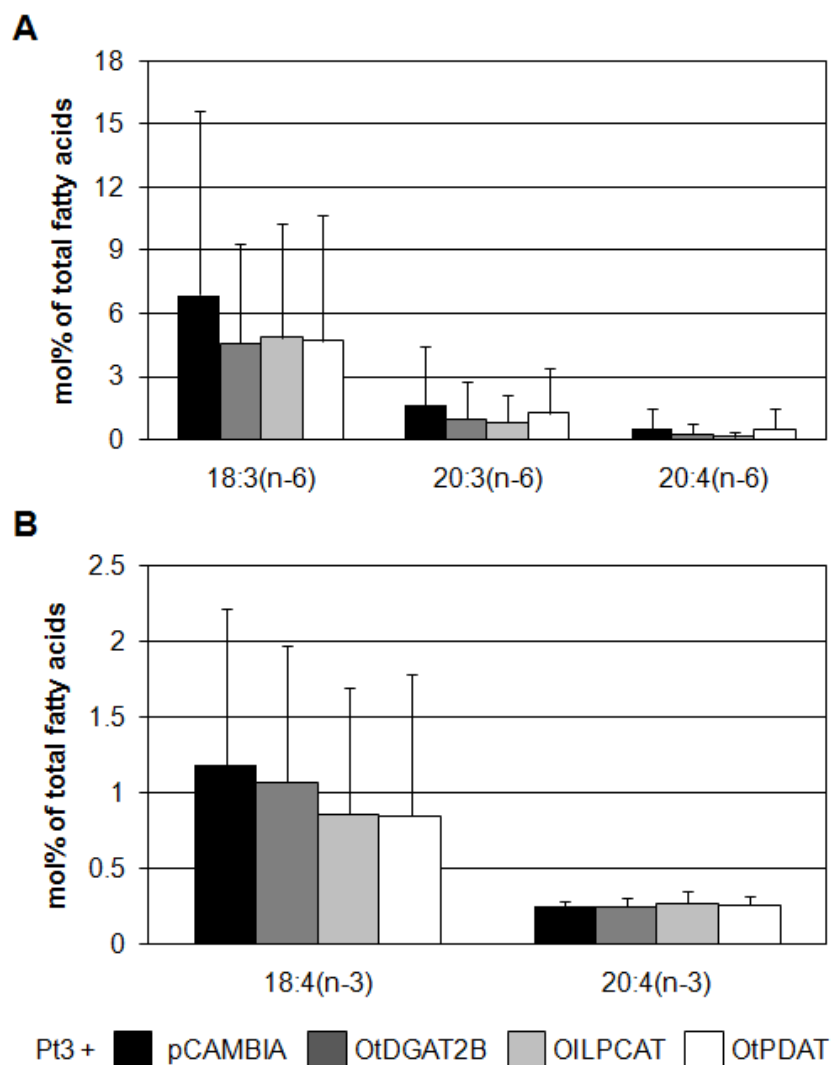 A
mol% of total fatty acids
18
15
12
9
6
3
0
18:3(n-6) 20:3(n-6) 20:4(n-6)
B
mol% of total fatty acids
2.5
2
1.5
1
0.5
0
18:4(n-3) 20:4(n-3)
Pt3 + pCAMBIA OtDGAT2B OILPCAT OtPDAT